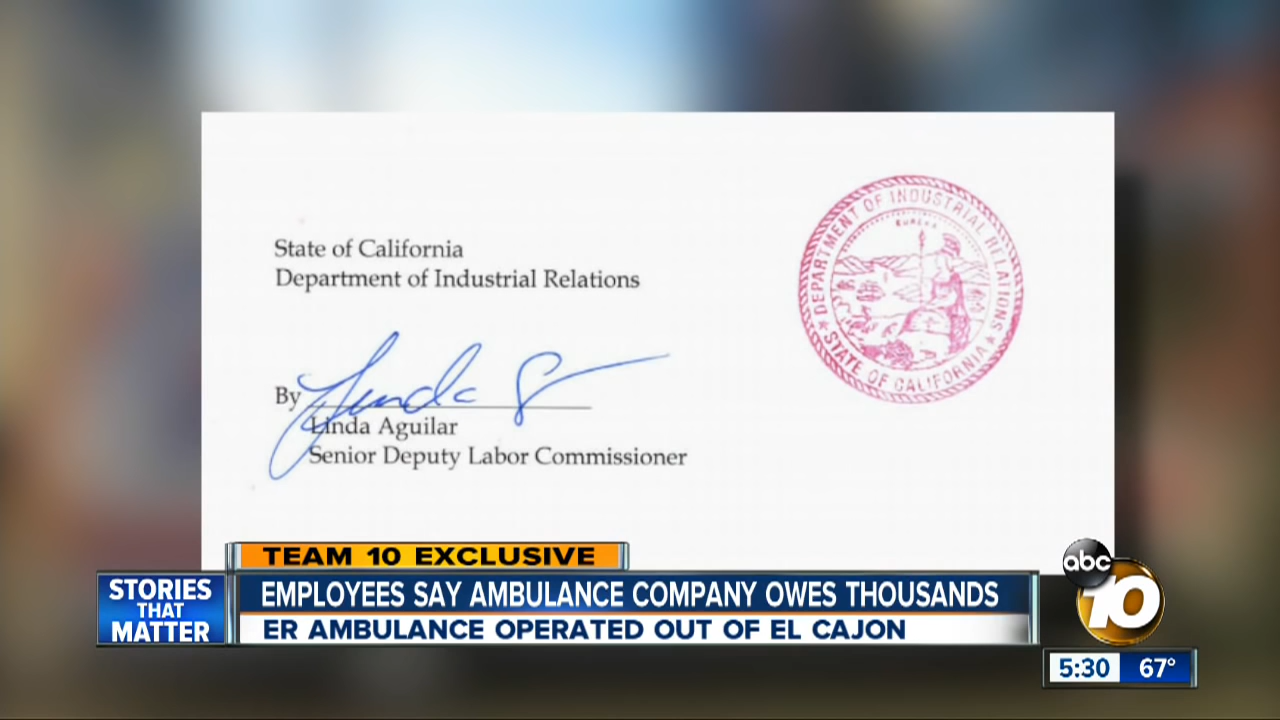 State of California
Department of Industrial Relations
DEPARTMENT OF INDUSTRIAL RELATIONS
EUREKA
STATE OF CALIFORNIA
By Linda
Linda Aguilar
Senior Deputy Labor Commissioner
TEAM 10 EXCLUSIVE
STORIES THAT MATTER
EMPLOYEES SAY AMBULANCE COMPANY OWES THOUSANDS
ER AMBULANCE OPERATED OUT OF EL CAJON
abc 10
5:30 67°